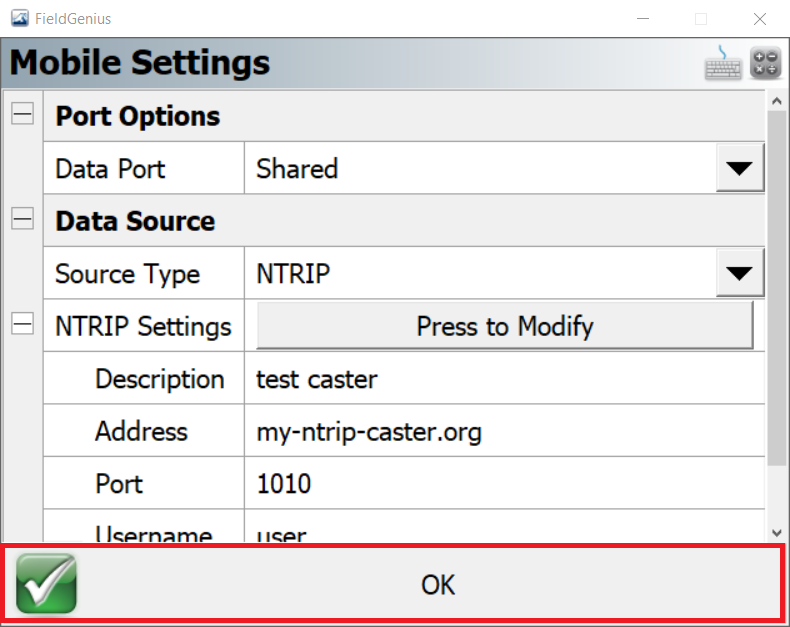 FieldGenius
Mobile Settings
Port Options
Data Port Shared
Data Source
Source Type NTRIP
NTRIP Settings Press to Modify
Description test caster
Address my-ntrip-caster.org
Port 1010
Username user
OK